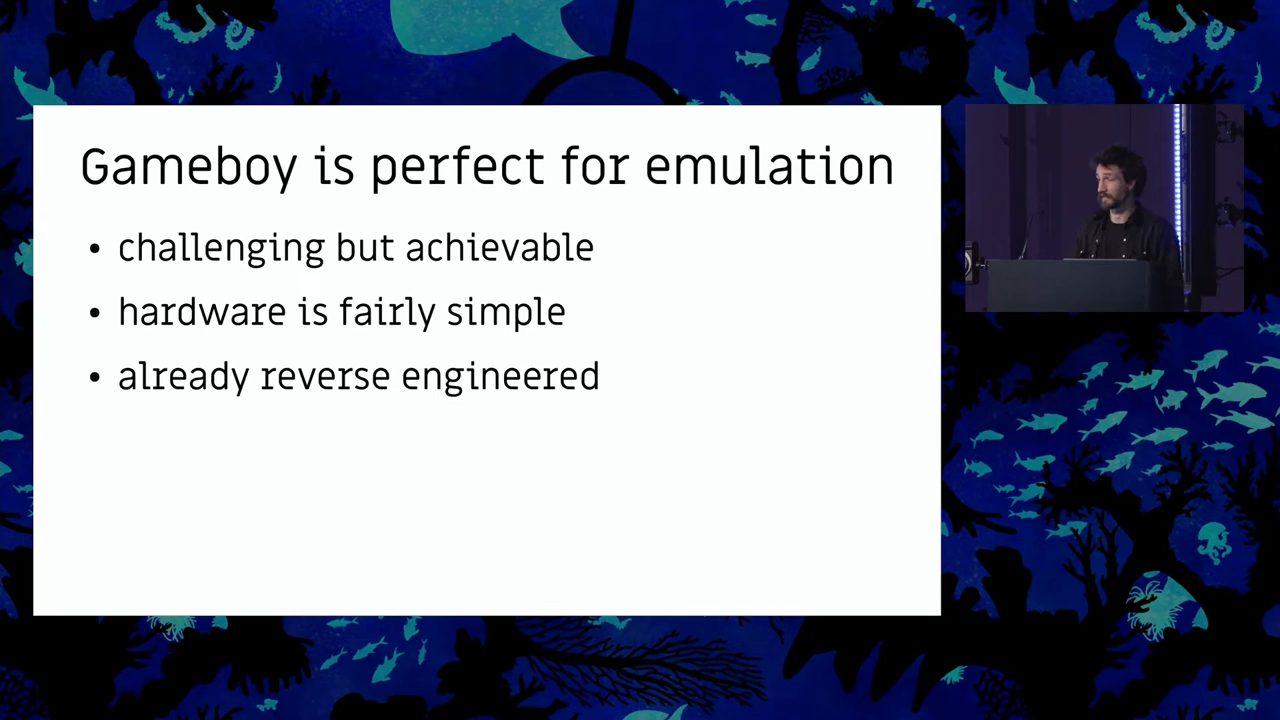 Gameboy is perfect for emulation
• challenging but achievable
• hardware is fairly simple
• already reverse engineered